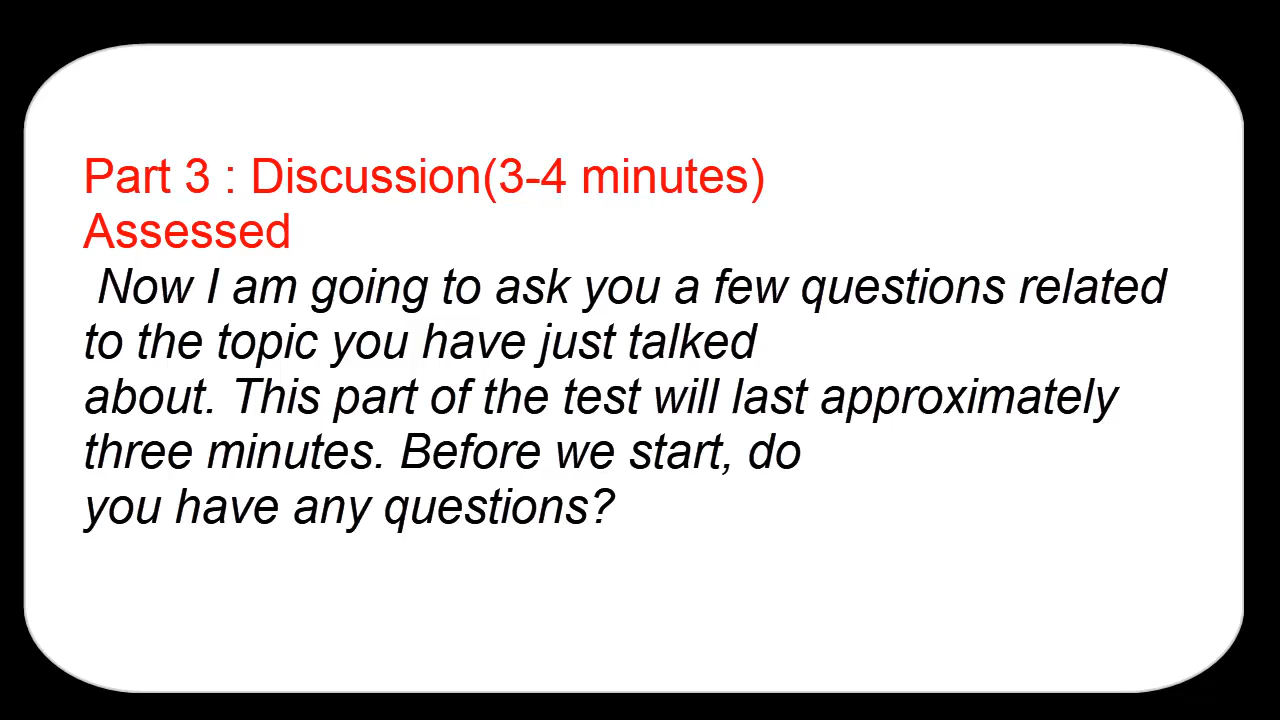 Part 3 : Discussion(3-4 minutes)
Assessed
Now I am going to ask you a few questions related
to the topic you have just talked
about. This part of the test will last approximately
three minutes. Before we start, do
you have any questions?